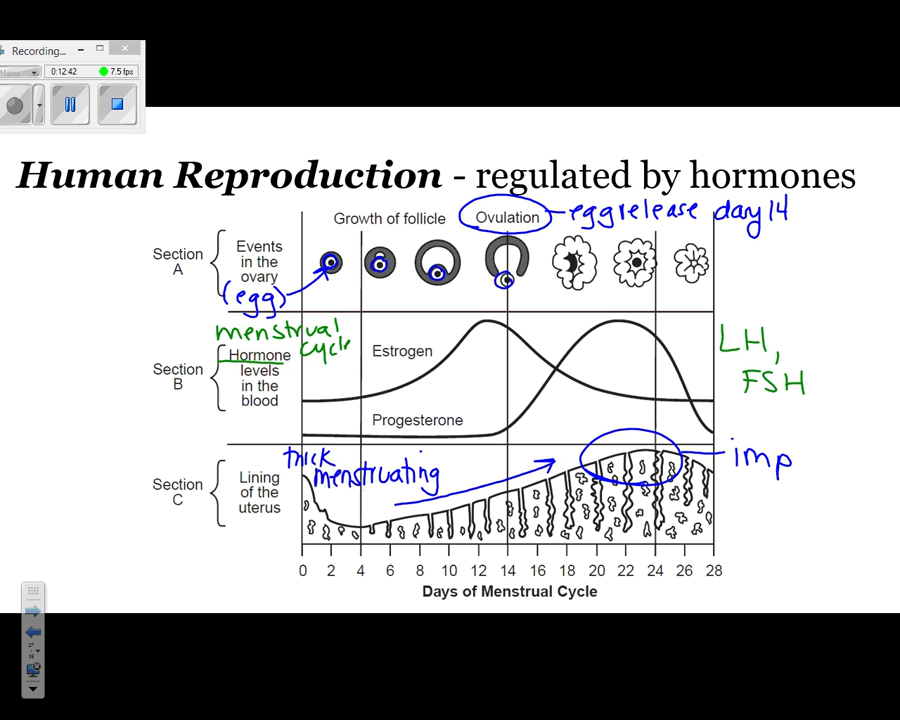 Recording...
0:12:42 7.5 fps
Human Reproduction - regulated by hormones
Growth of follicle Ovulation - egg release day 14
Section A
Events in the ovary
(egg)
menstrual cycle
Section B
Hormone levels in the blood
Estrogen
Progesterone
LH,
FSH
Section C
Lining of the uterus
thick
menstruating
imp
0 2 4 6 8 10 12 14 16 18 20 22 24 26 28
Days of Menstrual Cycle